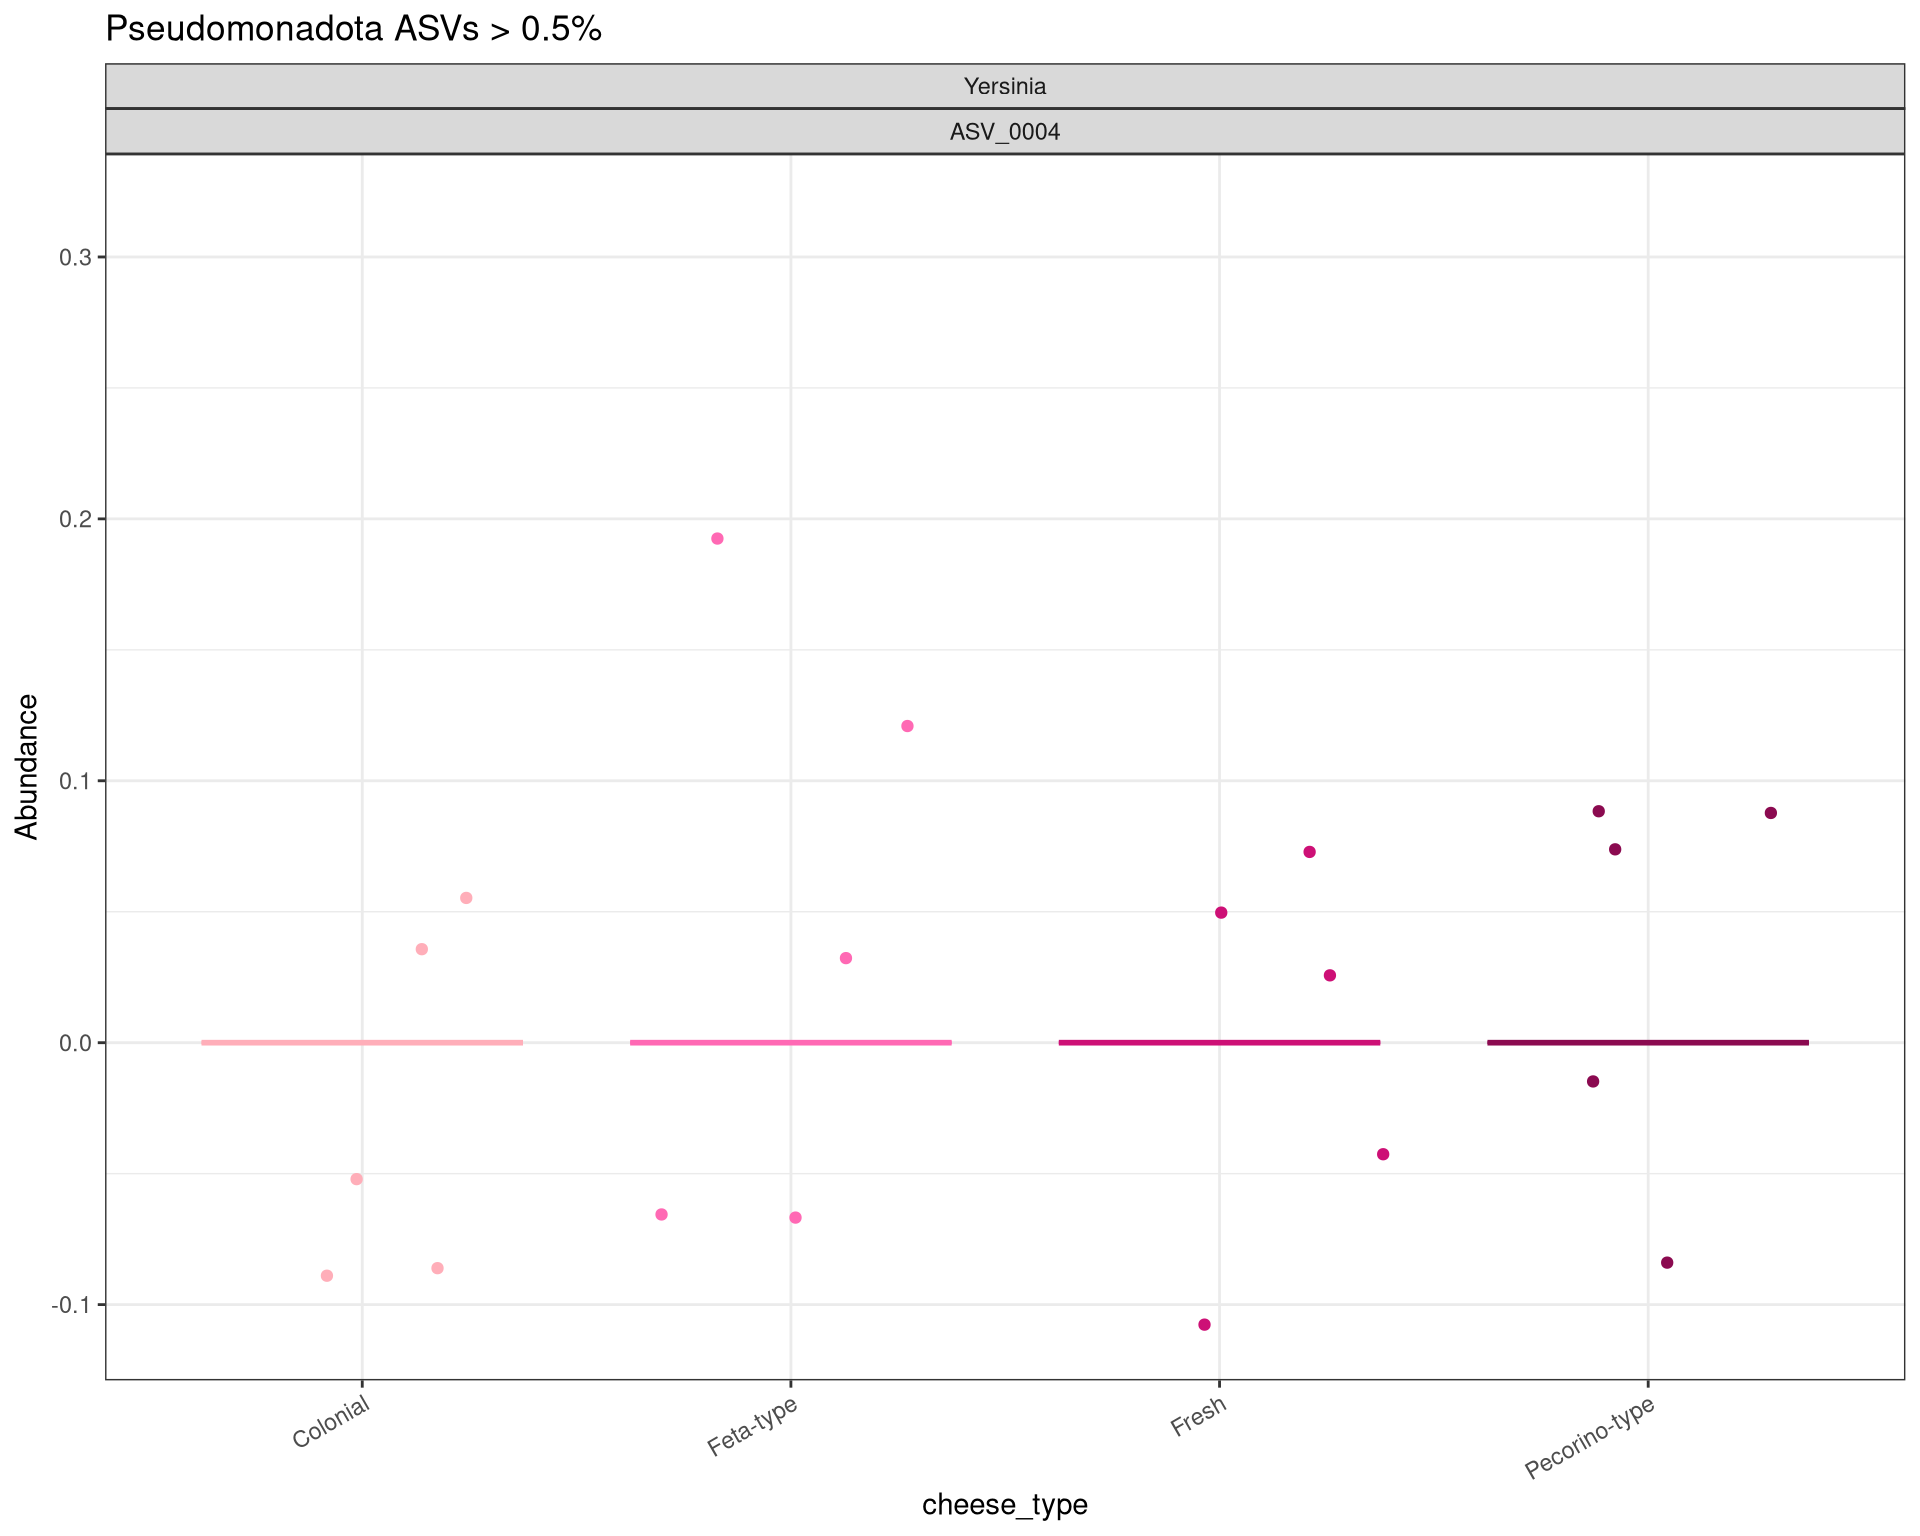 Pseudomonadota ASVs > 0.5%
Yersinia
ASV_0004
0.3
0.2
0.1
0.0
-0.1
Abundance
Colonial
Feta-type
Fresh
Pecorino-type
cheese_type